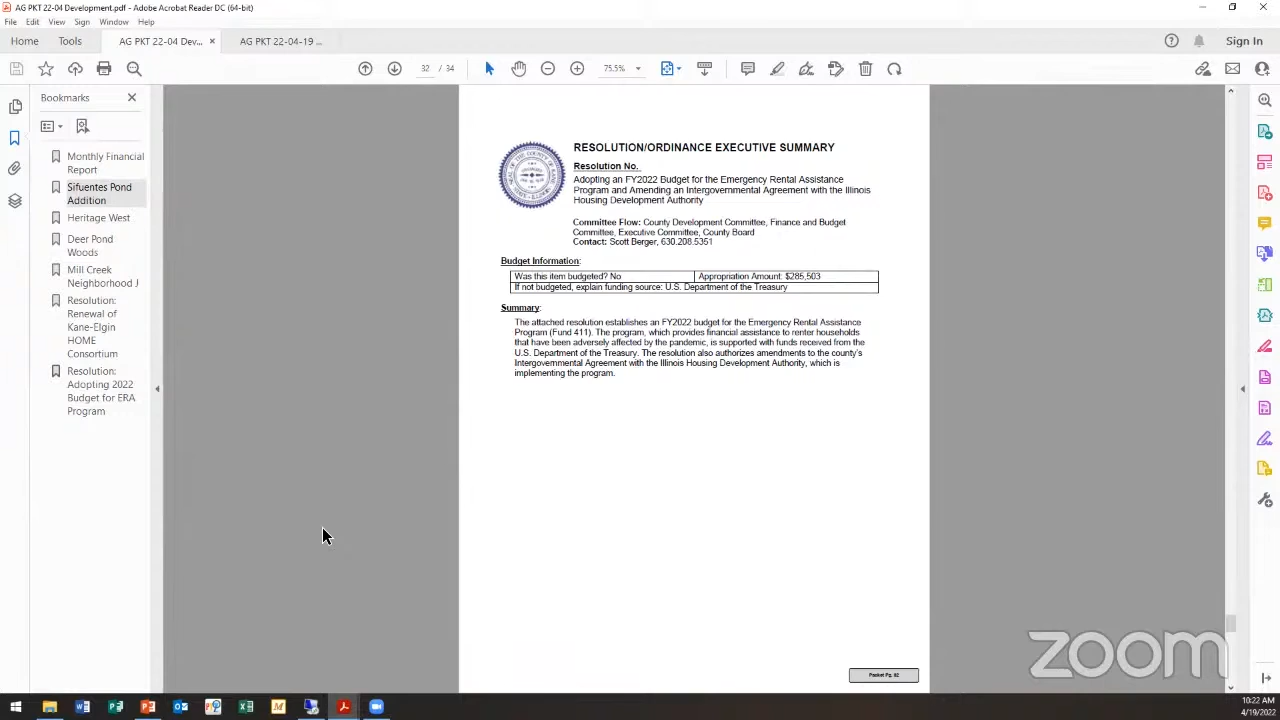 AG PKT 22-04 Development.pdf - Adobe Acrobat Reader DC (64-bit)
File Edit View Sign Window Help
Home Tools AG PKT 22-04 Dev... × AG PKT 22-04-19 ... Sign In
32 / 34 75.5%
Bookmarks
Monthly Financial
Report
Sifuentes Pond
Addition
Heritage West
Deer Pond
Woods
Mill Creek
Neighborhood J
Resolution:
Renewal of
Kane-Elgin
HOME
Consortium
Resolution:
Adopting 2022
Budget for ERA
Program
RESOLUTION/ORDINANCE EXECUTIVE SUMMARY
Resolution No.
Adopting an FY2022 Budget for the Emergency Rental Assistance
Program and Amending an Intergovernmental Agreement with the Illinois
Housing Development Authority
Committee Flow: County Development Committee, Finance and Budget
Committee, Executive Committee, County Board
Contact: Scott Berger, 630.208.5351
Budget Information:
Was this item budgeted? No Appropriation Amount: $285,503
If not budgeted, explain funding source: U.S. Department of the Treasury
Summary:
The attached resolution establishes an FY2022 budget for the Emergency Rental Assistance
Program (Fund 411). The program, which provides financial assistance to renter households
that have been adversely affected by the pandemic, is supported with funds received from the
U.S. Department of the Treasury. The resolution also authorizes amendments to the county's
Intergovernmental Agreement with the Illinois Housing Development Authority, which is
implementing the program.
zoom
10:22 AM
4/19/2022